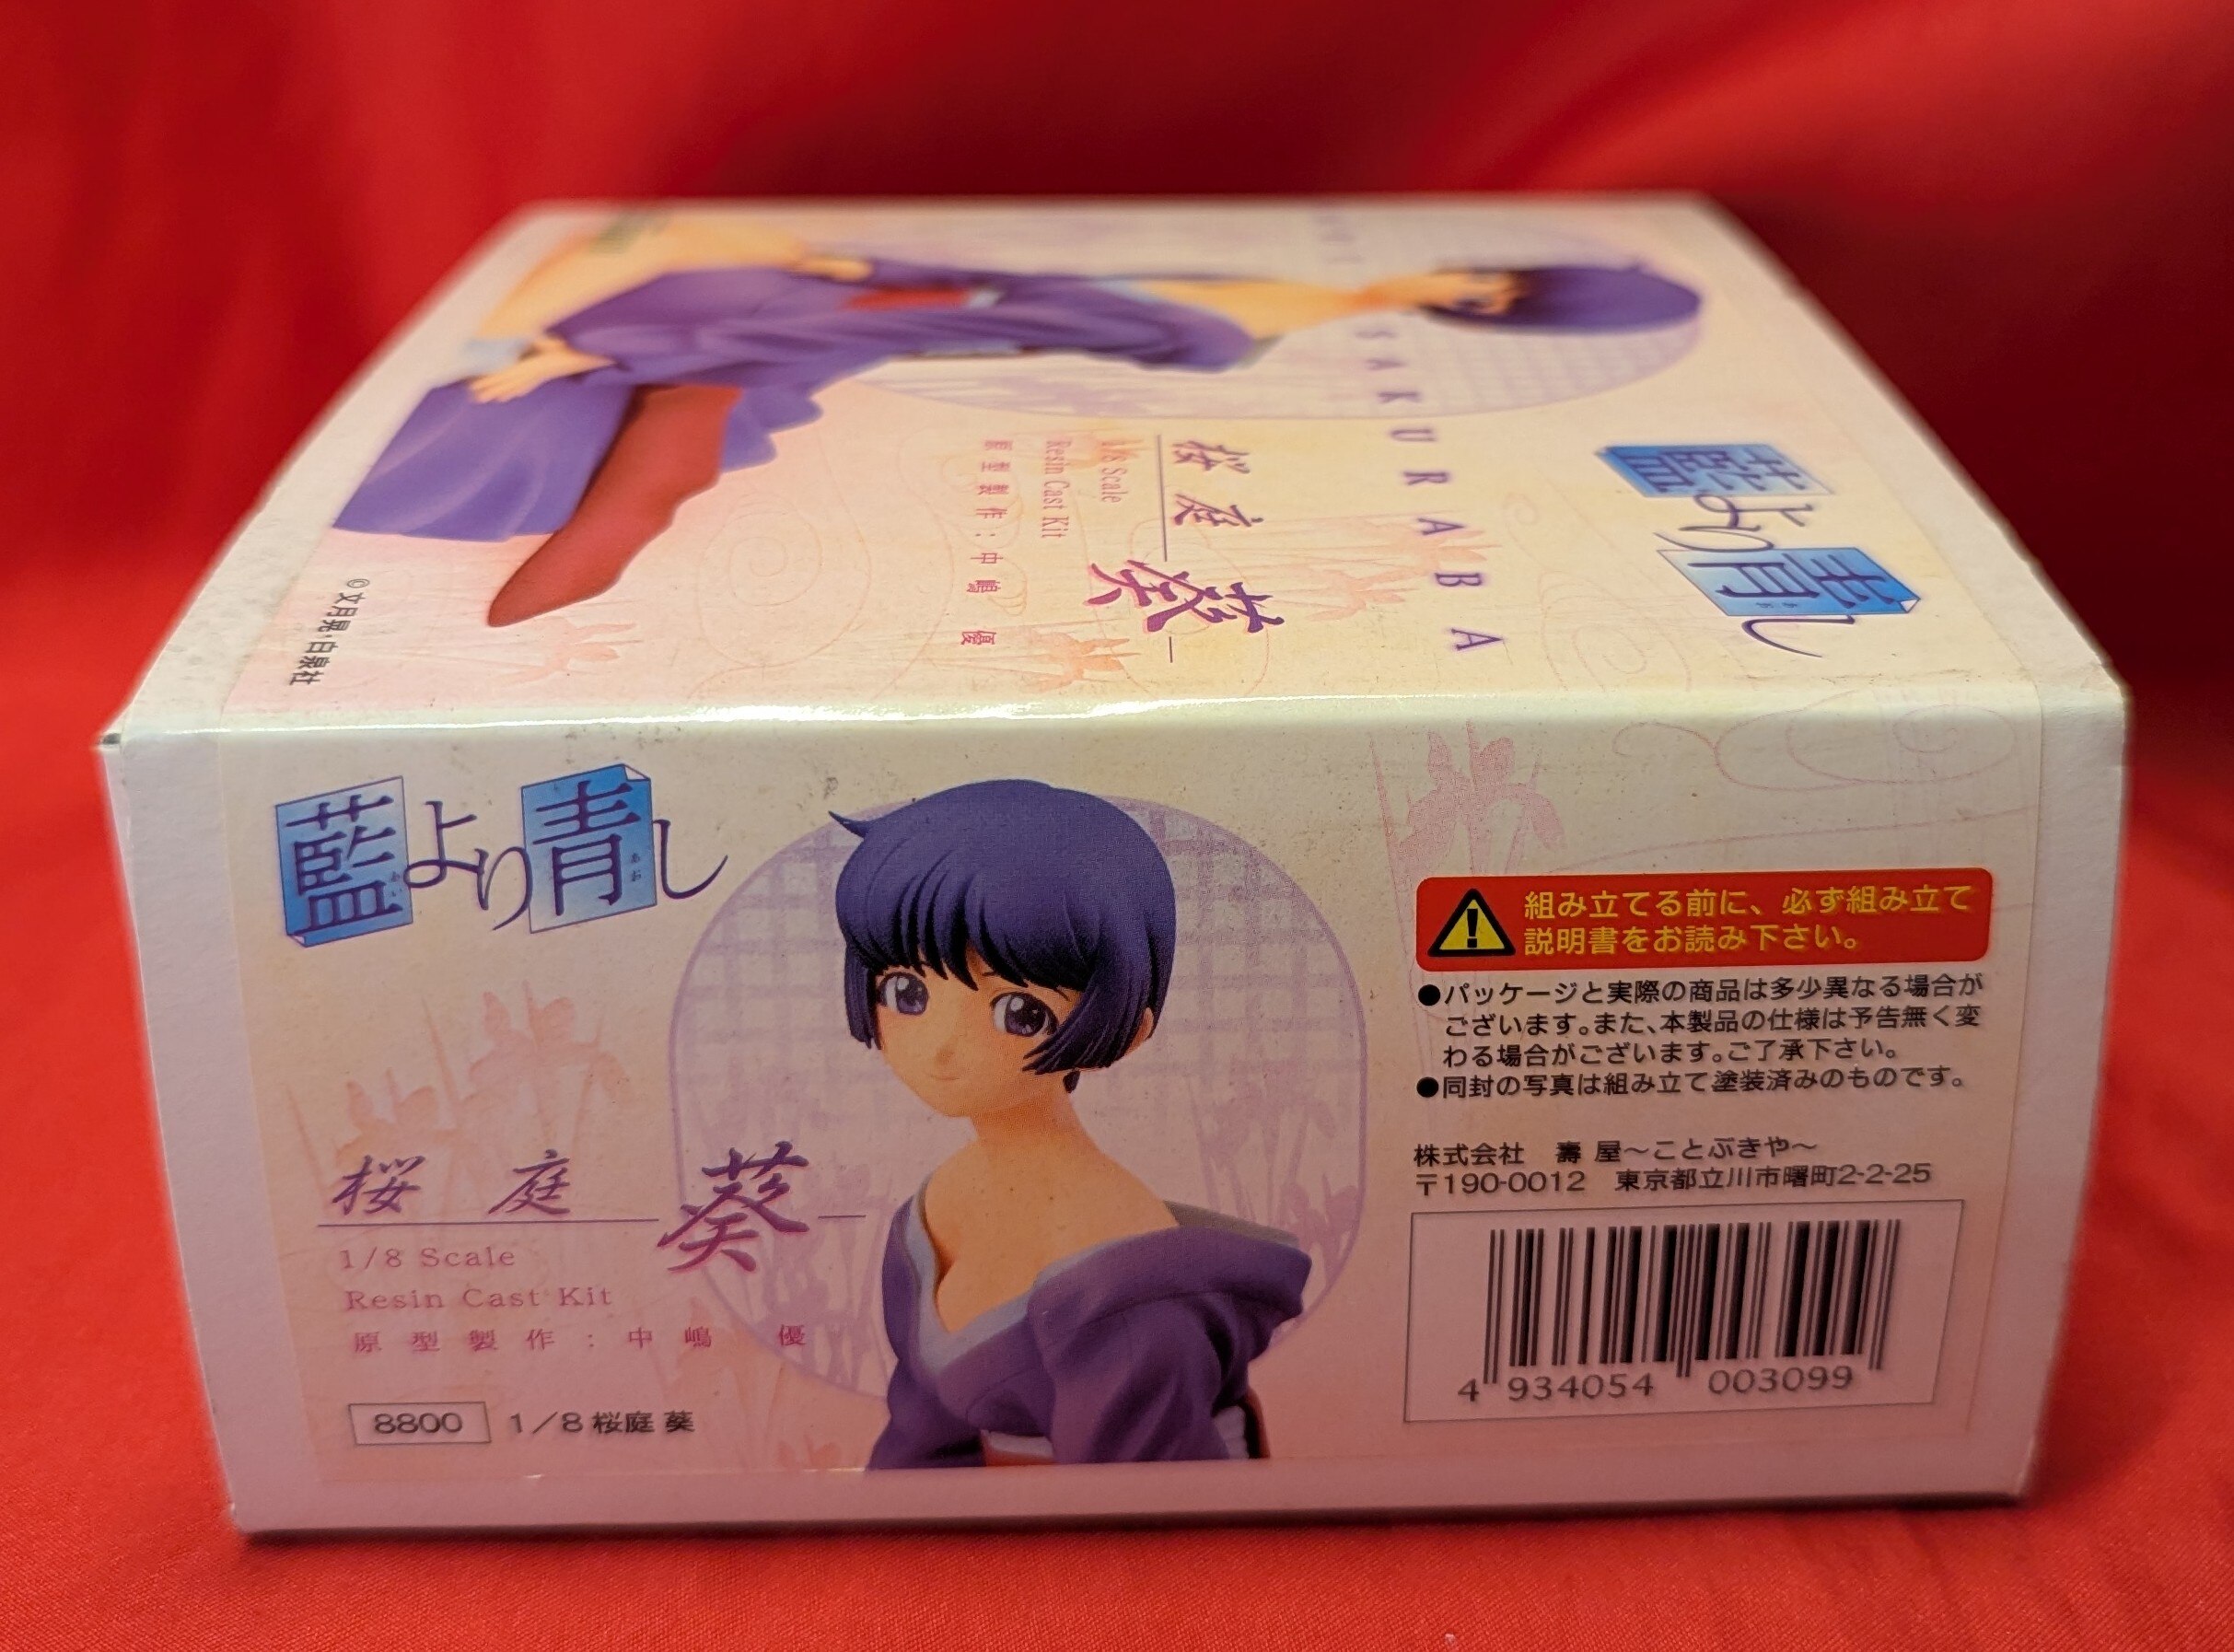 藍より青し
SAKURABA
桜庭 葵
1/8 Scale
Resin Cast Kit
原型製作:中嶋 優
©文月晃・白泉社
藍より青し
あい あお
桜庭 葵
1/8 Scale
Resin Cast Kit
原型製作:中嶋 優
8800 1/8 桜庭 葵
組み立てる前に、必ず組み立て
説明書をお読み下さい。
●パッケージと実際の商品は多少異なる場合が
ございます。また、本製品の仕様は予告無く変
わる場合がございます。ご了承下さい。
●同封の写真は組み立て塗装済みのものです。
株式会社 壽屋~ことぶきや~
〒190-0012 東京都立川市曙町2-2-25
4 934054 003099